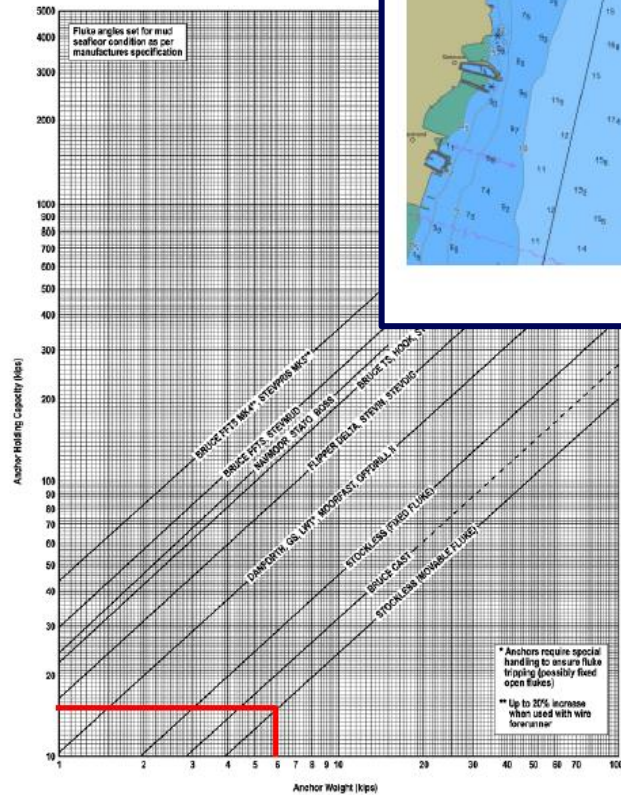 5000
4000
3000
2000
1000
900
800
700
600
500
400
300
200
100
90
80
70
60
50
40
30
20
10
Anchor Holding Capacity (kips)
Fluke angles set for mud
seafloor condition as per
manufactures specification
BRUCE FFTS MK4**, STEVPRIS MK5**
BRUCE FFTS, STEVMUD
NAVMOOR, STATO, BOSS
BRUCE TS, HOOK,
FLIPPER DELTA, STEVIN, STEVDIG
DANFORTH, GS, LWT*, MOORFAST, OFFDRILL II
STOCKLESS (FIXED FLUKE)
BRUCE CAST
STOCKLESS (MOVABLE FLUKE)
* Anchors require special
handling to ensure fluke
tripping (possibly fixed
open flukes)
** Up to 20% increase
when used with wire
forerunner
1 2 3 4 5 6 7 8 9 10 20 30 40 50 60 70 80 100
Anchor Weight (kips)